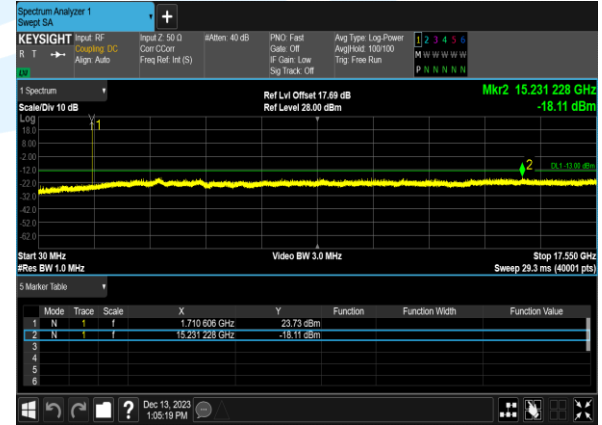 Spectrum Analyzer 1
Swept SA
+
KEYSIGHT Input: RF Input Z: 50 Ω #Atten: 40 dB PNO: Fast Avg Type: Log-Power 1 2 3 4 5 6
R T Coupling: DC Corr CCorr Gate: Off Avg|Hold: 100/100 M W W W W W
Align: Auto Freq Ref: Int (S) IF Gain: Low Trig: Free Run
Sig Track: Off P N N N N N
1 Spectrum Ref Lvl Offset 17.69 dB Mkr2 15.231 228 GHz
Scale/Div 10 dB Ref Level 28.00 dBm -18.11 dBm
Log
18.0
8.00
-2.00
-12.0
-22.0
-32.0
-42.0
-52.0
-62.0
1
2
DL1 -13.00 dBm
Start 30 MHz Video BW 3.0 MHz Stop 17.550 GHz
#Res BW 1.0 MHz Sweep 29.3 ms (40001 pts)
5 Marker Table
Mode Trace Scale X Y Function Function Width Function Value
1 N 1 f 1.710 606 GHz 23.73 dBm
2 N 1 f 15.231 228 GHz -18.11 dBm
3
4
5
6
? Dec 13, 2023
1:05:19 PM